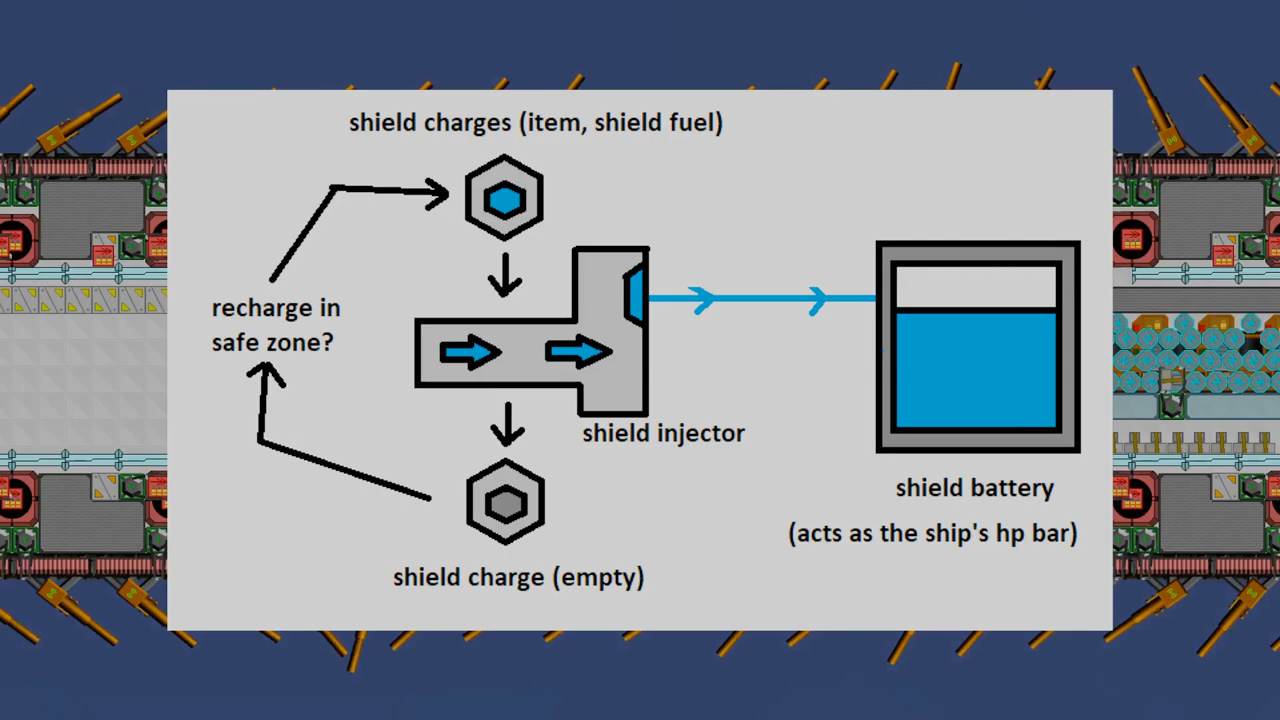 shield charges (item, shield fuel)
recharge in
safe zone?
shield injector
shield battery
(acts as the ship's hp bar)
shield charge (empty)